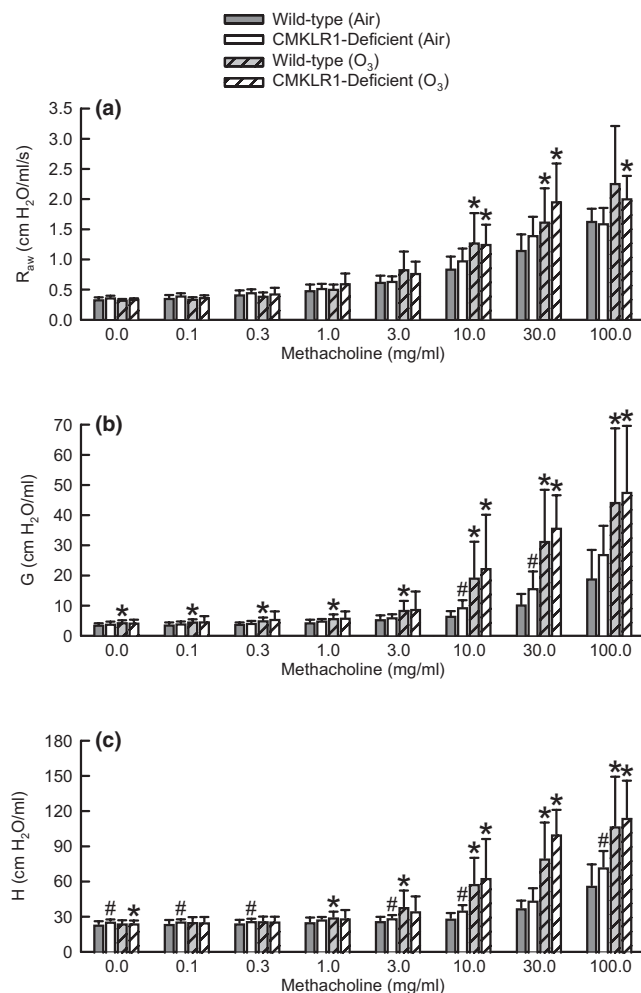 Wild-type (Air)
CMKLR1-Deficient (Air)
Wild-type (O₃)
CMKLR1-Deficient (O₃)
(a)
3.5
3.0
2.5
2.0
1.5
1.0
0.5
0.0
R_aw (cm H₂O/ml/s)
* * * * *
0.0 0.1 0.3 1.0 3.0 10.0 30.0 100.0
Methacholine (mg/ml)
(b)
70
60
50
40
30
20
10
0
G (cm H₂O/ml)
* * * * * # * * # * * * *
0.0 0.1 0.3 1.0 3.0 10.0 30.0 100.0
Methacholine (mg/ml)
(c)
180
150
120
90
60
30
0
H (cm H₂O/ml)
# * # # * # * # * * * * # * *
0.0 0.1 0.3 1.0 3.0 10.0 30.0 100.0
Methacholine (mg/ml)